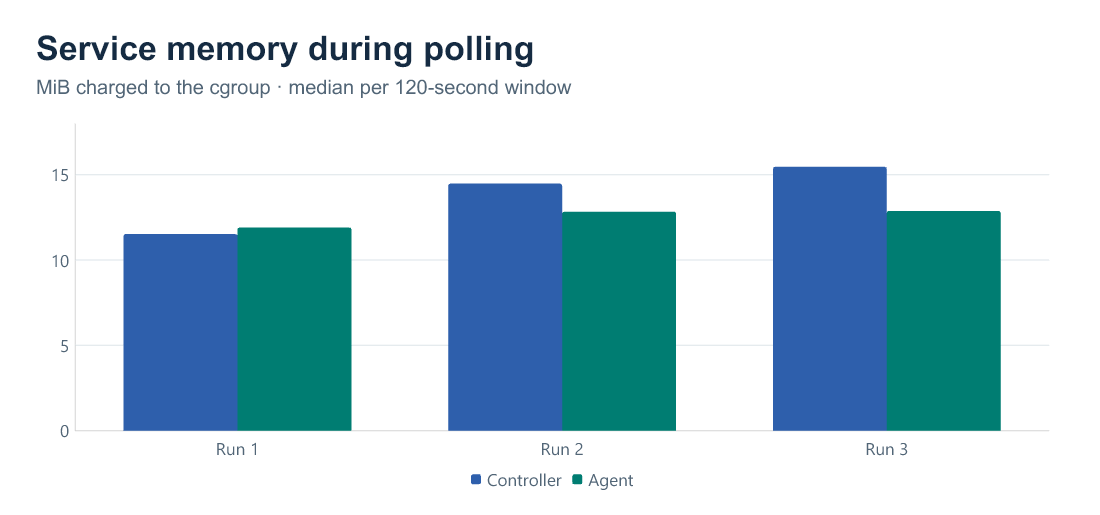 Service memory during polling
MiB charged to the cgroup · median per 120-second window
15
10
5
0
Run 1 Run 2 Run 3
Controller Agent